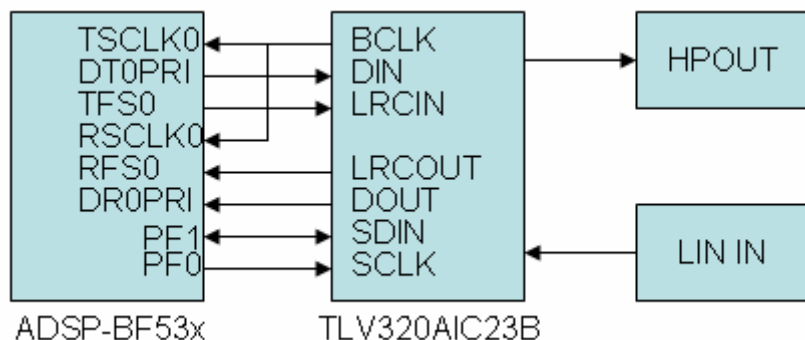 TSCLK0
DT0PRI
TFS0
RSCLK0
RFS0
DR0PRI
PF1
PF0
ADSP-BF53x
BCLK
DIN
LRCIN
LRCOUT
DOUT
SDIN
SCLK
TLV320AIC23B
HPOUT
LIN IN